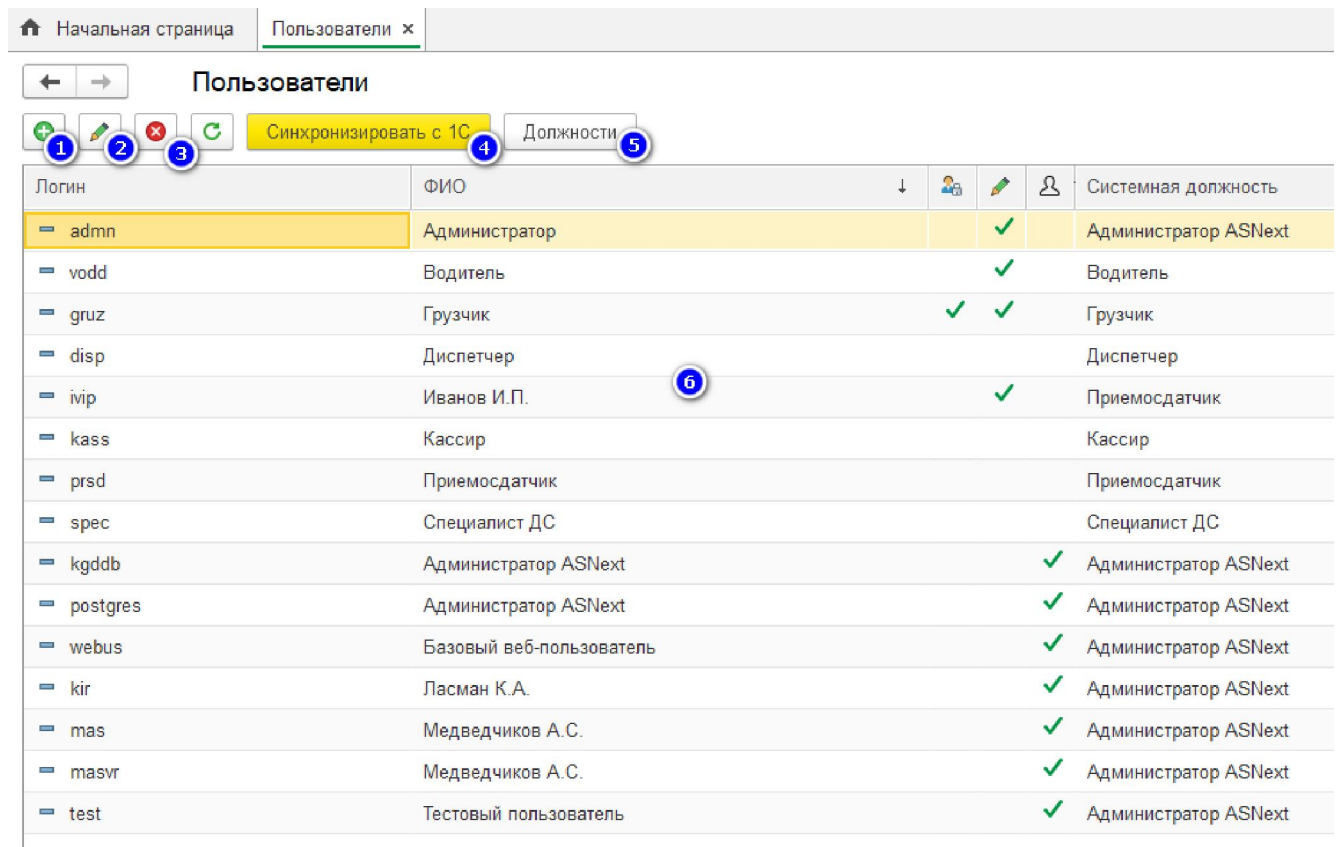 Начальная страница Пользователи ×
Пользователи
1 2 3 Синхронизировать с 1С 4 Должности 5
Логин ФИО ↓ Системная должность
admn Администратор Администратор ASNext
vodd Водитель Водитель
gruz Грузчик Грузчик
disp Диспетчер Диспетчер
6
ivip Иванов И.П. Приемосдатчик
kass Кассир Кассир
prsd Приемосдатчик Приемосдатчик
spec Специалист ДС Специалист ДС
kgddb Администратор ASNext Администратор ASNext
postgres Администратор ASNext Администратор ASNext
webus Базовый веб-пользователь Администратор ASNext
kir Ласман К.А. Администратор ASNext
mas Медведчиков А.С. Администратор ASNext
masvr Медведчиков А.С. Администратор ASNext
test Тестовый пользователь Администратор ASNext